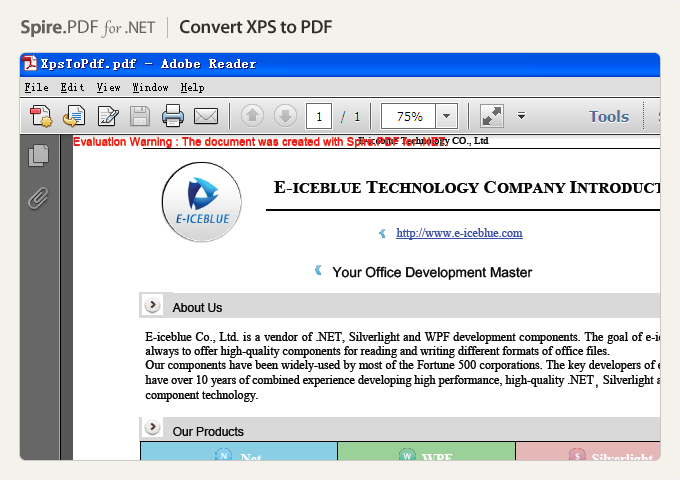 Spire.PDF for .NET
Convert XPS to PDF
XpsToPdf.pdf - Adobe Reader
File Edit View Window Help
1 / 1 75% Tools
Evaluation Warning : The document was created with Spire.PDF for .NET.
E-iceblue Technology CO., Ltd
E-ICEBLUE
E-ICEBLUE TECHNOLOGY COMPANY INTRODUCT
http://www.e-iceblue.com
Your Office Development Master
About Us
E-iceblue Co., Ltd. is a vendor of .NET, Silverlight and WPF development components. The goal of e-i
always to offer high-quality components for reading and writing different formats of office files.
Our components have been widely-used by most of the Fortune 500 corporations. The key developers of e
have over 10 years of combined experience developing high performance, high-quality .NET, Silverlight a
component technology.
Our Products
N Net W WPF S Silverlight